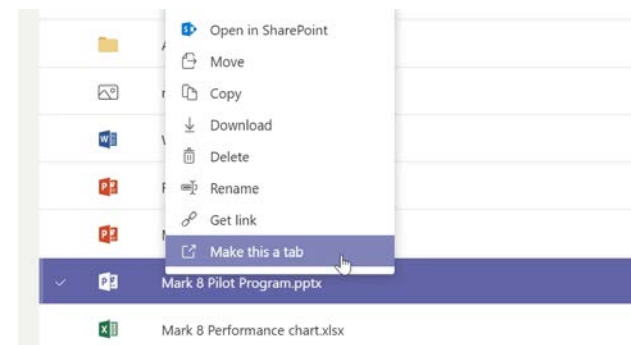 Open in SharePoint
Move
Copy
Download
Delete
Rename
Get link
Make this a tab
Mark 8 Pilot Program.pptx
Mark 8 Performance chart.xlsx